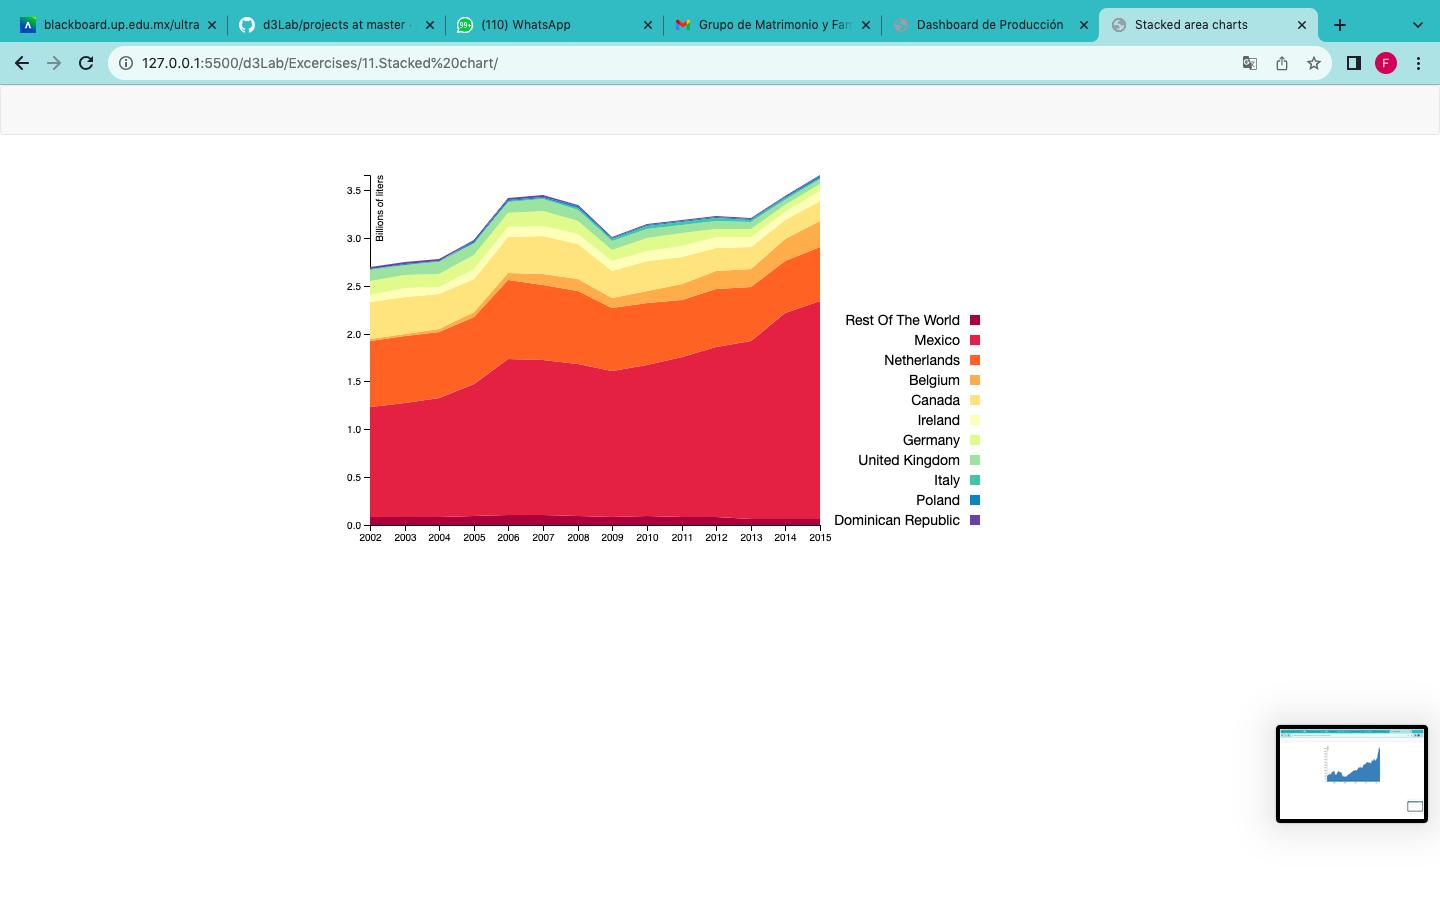 blackboard.up.edu.mx/ultra
d3Lab/projects at master
(110) WhatsApp
Grupo de Matrimonio y Fam
Dashboard de Producción
Stacked area charts
99+
127.0.0.1:5500/d3Lab/Excercises/11.Stacked%20chart/
F
Billions of liters
3.5
3.0
2.5
2.0
1.5
1.0
0.5
0.0
2002 2003 2004 2005 2006 2007 2008 2009 2010 2011 2012 2013 2014 2015
Rest Of The World
Mexico
Netherlands
Belgium
Canada
Ireland
Germany
United Kingdom
Italy
Poland
Dominican Republic